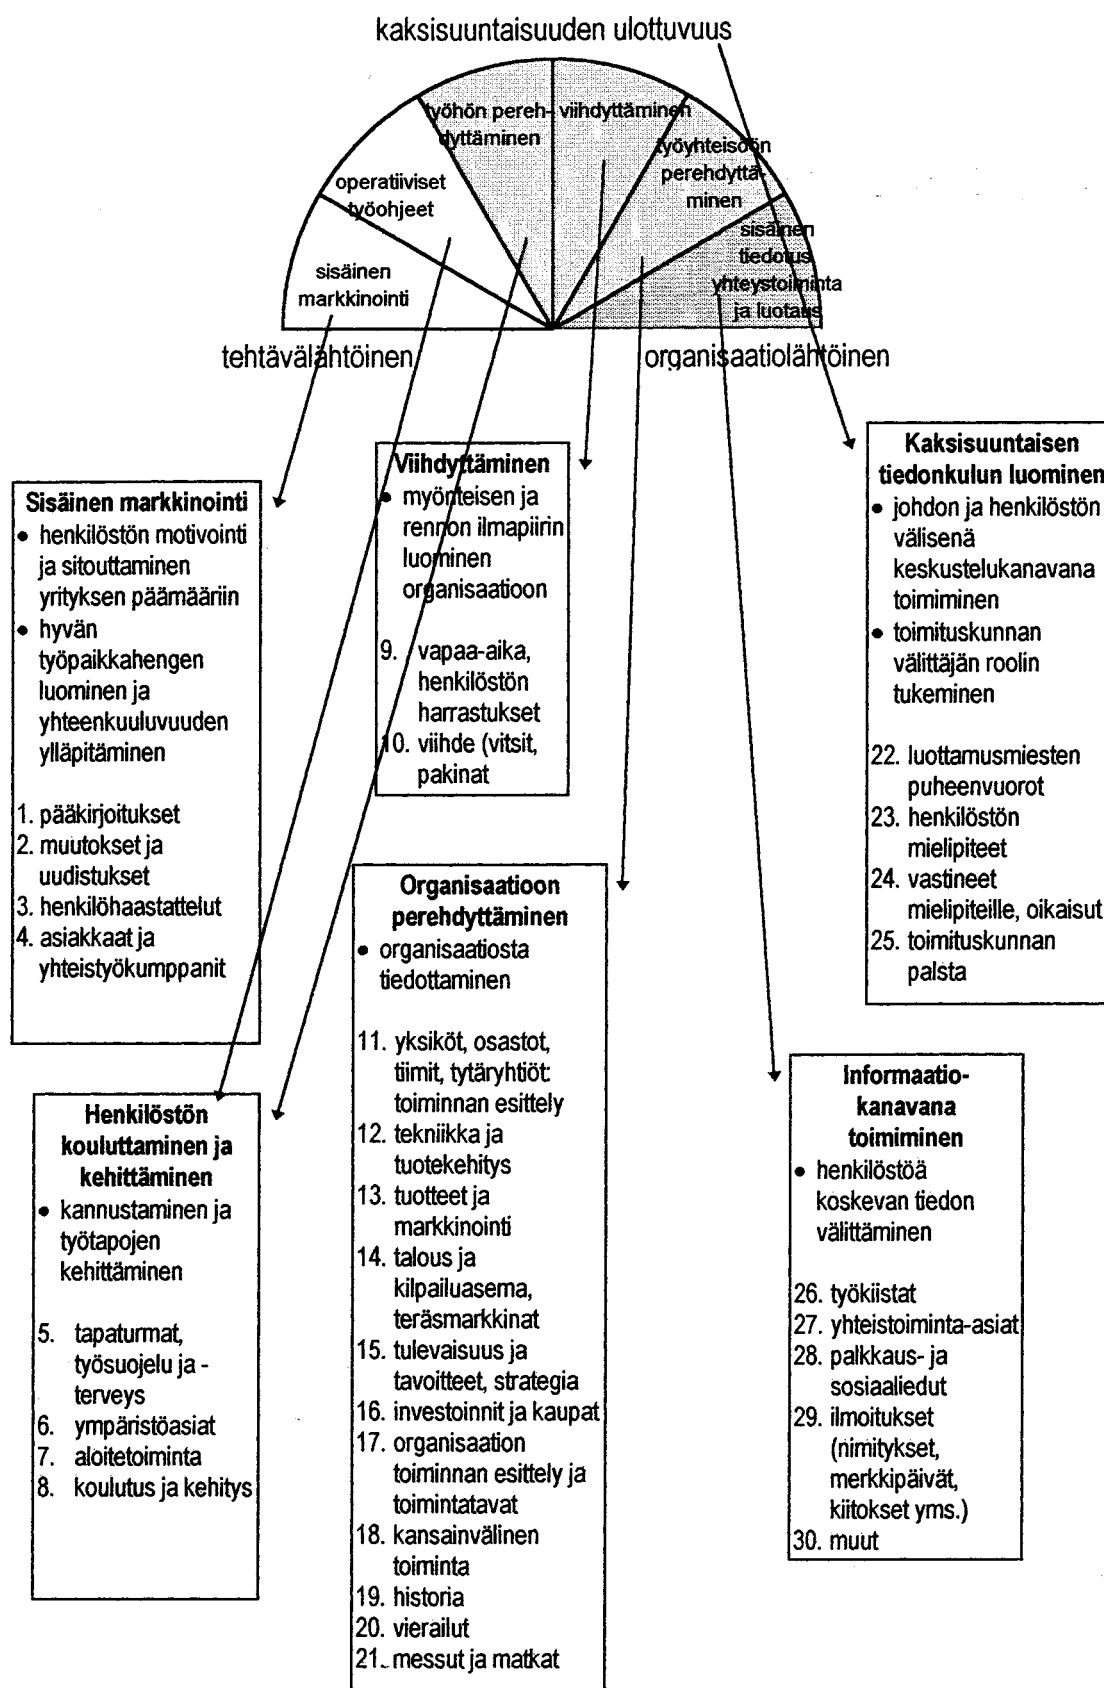 kaksisuuntaisuuden ulottuvuus
työhön pereh-
dyttäminen
viihdyttäminen
työyhteisöön
perehdyttä-
minen
operatiiviset
työohjeet
sisäinen
tiedotus
yhteystoiminta
ja luotaus
sisäinen
markkinointi
tehtävälähtöinen
organisaatiolähtöinen
Sisäinen markkinointi
• henkilöstön motivointi
ja sitouttaminen
yrityksen päämääriin
• hyvän
työpaikkahengen
luominen ja
yhteenkuuluvuuden
ylläpitäminen
1. pääkirjoitukset
2. muutokset ja
uudistukset
3. henkilöhaastattelut
4. asiakkaat ja
yhteistyökumppanit
Viihdyttäminen
• myönteisen ja
rennon ilmapiirin
luominen
organisaatioon
9. vapaa-aika,
henkilöstön
harrastukset
10. viihde (vitsit,
pakinat
Kaksisuuntaisen
tiedonkulun luominen
• johdon ja henkilöstön
välisenä
keskustelukanavana
toimiminen
• toimituskunnan
välittäjän roolin
tukeminen
22. luottamusmiesten
puheenvuorot
23. henkilöstön
mielipiteet
24. vastineet
mielipiteille, oikaisut
25. toimituskunnan
palsta
Henkilöstön
kouluttaminen ja
kehittäminen
• kannustaminen ja
työtapojen
kehittäminen
5. tapaturmat,
työsuojelu ja -
terveys
6. ympäristöasiat
7. aloitetoiminta
8. koulutus ja kehitys
Organisaatioon
perehdyttäminen
• organisaatiosta
tiedottaminen
11. yksiköt, osastot,
tiimit, tytäryhtiöt:
toiminnan esittely
12. tekniikka ja
tuotekehitys
13. tuotteet ja
markkinointi
14. talous ja
kilpailuasema,
teräsmarkkinat
15. tulevaisuus ja
tavoitteet, strategia
16. investoinnit ja kaupat
17. organisaation
toiminnan esittely ja
toimintatavat
18. kansainvälinen
toiminta
19. historia
20. vierailut
21. messut ja matkat
Informaatio-
kanavana
toimiminen
• henkilöstöä
koskevan tiedon
välittäminen
26. työkiistat
27. yhteistoiminta-asiat
28. palkkaus- ja
sosiaaliedut
29. ilmoitukset
(nimitykset,
merkkipäivät,
kiitokset yms.)
30. muut